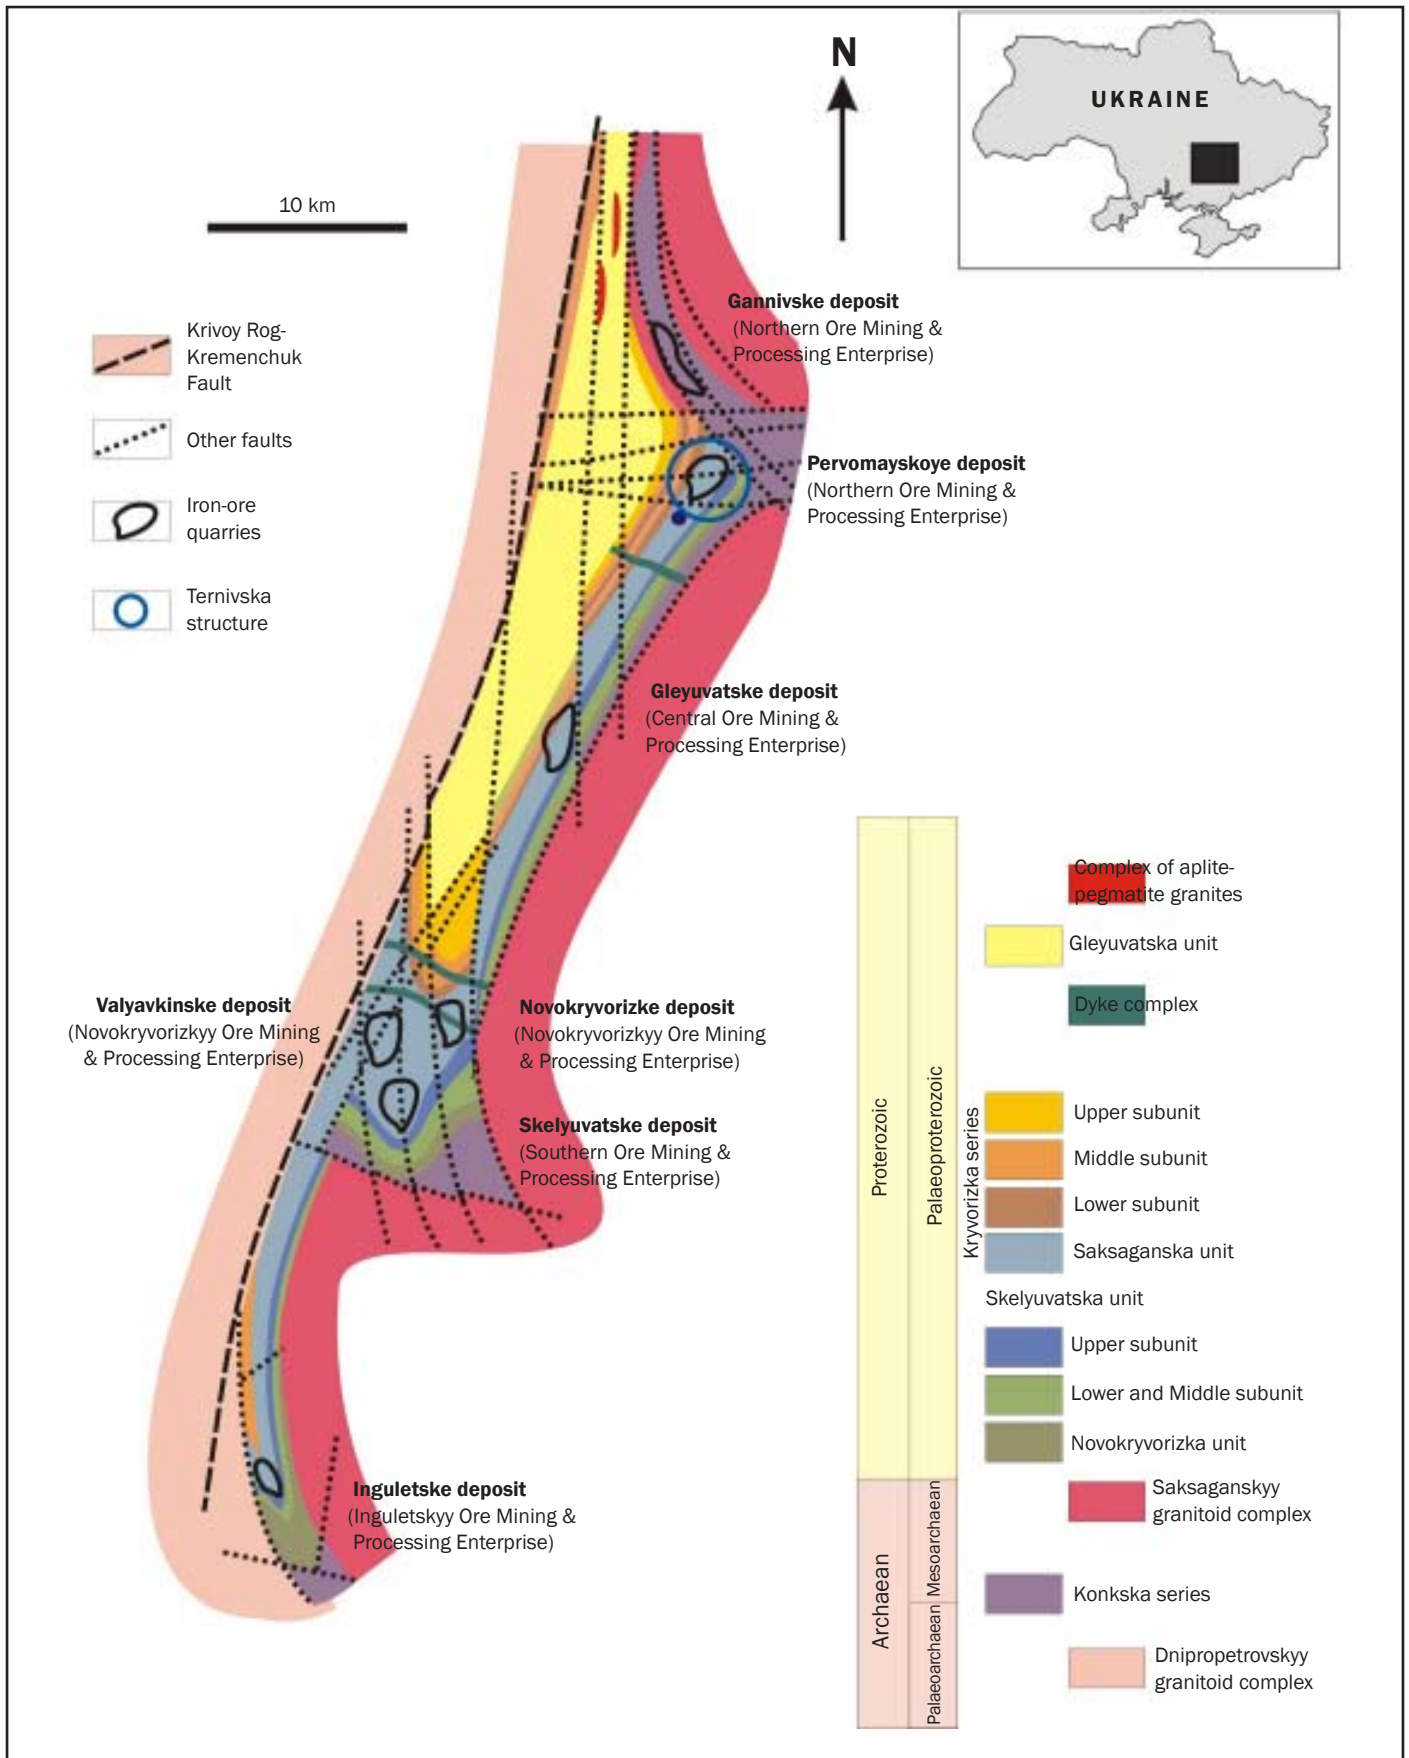 N
UKRAINE
10 km
Krivoy Rog-
Kremenchuk
Fault
Other faults
Iron-ore
quarries
Ternivska
structure
Gannivske deposit
(Northern Ore Mining &
Processing Enterprise)
Pervomayskoye deposit
(Northern Ore Mining &
Processing Enterprise)
Gleyuvatske deposit
(Central Ore Mining &
Processing Enterprise)
Valyavkinske deposit
(Novokryvorizkyy Ore Mining
& Processing Enterprise)
Novokryvorizke deposit
(Novokryvorizkyy Ore Mining
& Processing Enterprise)
Skelyuvatske deposit
(Southern Ore Mining &
Processing Enterprise)
Inguletske deposit
(Inguletskyy Ore Mining &
Processing Enterprise)
Proterozoic
Palaeoproterozoic
Archaean
Mesoarchaean
Palaeoarchaean
Kryvorizka series
Complex of aplite-
pegmatite granites
Gleyuvatska unit
Dyke complex
Upper subunit
Middle subunit
Lower subunit
Saksaganska unit
Skelyuvatska unit
Upper subunit
Lower and Middle subunit
Novokryvorizka unit
Saksaganskyy
granitoid complex
Konkska series
Dnipropetrovskyy
granitoid complex